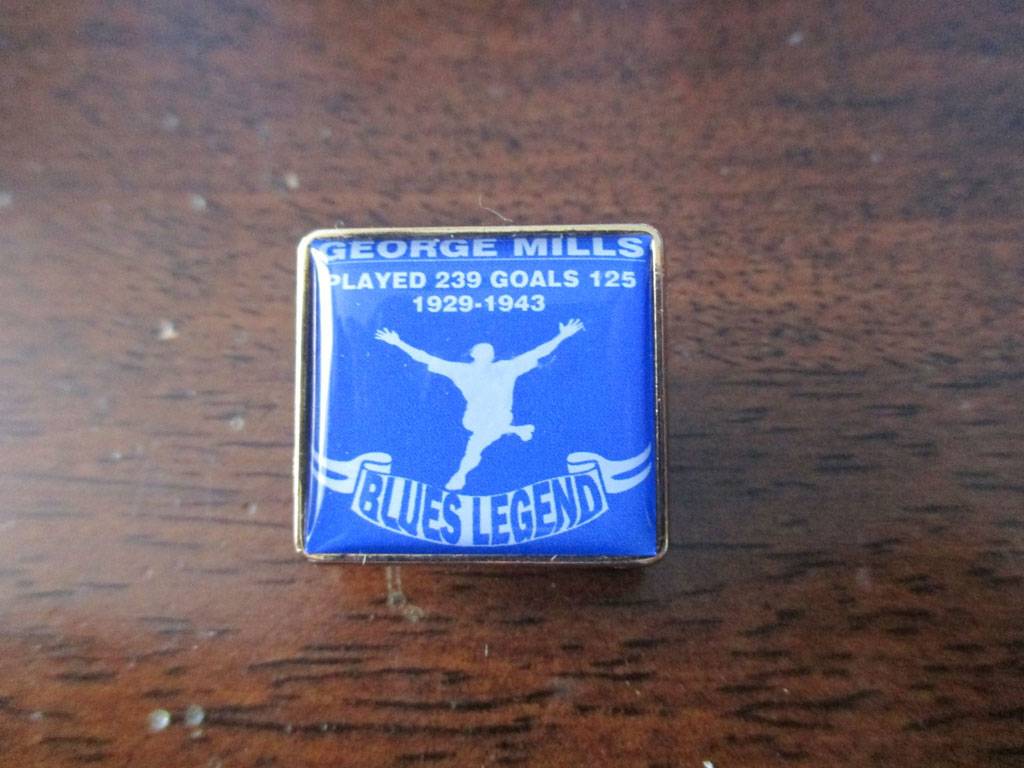 GEORGE MILLS
PLAYED 239 GOALS 125
1929-1943
BLUES LEGEND